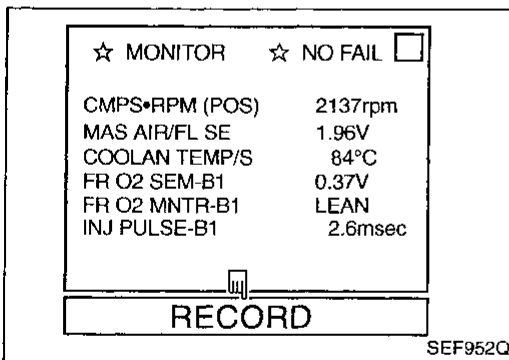 ☆ MONITOR ☆ NO FAIL
CMPS•RPM (POS) 2137rpm
MAS AIR/FL SE 1.96V
COOLAN TEMP/S 84°C
FR O2 SEM-B1 0.37V
FR O2 MNTR-B1 LEAN
INJ PULSE-B1 2.6msec
RECORD
SEF952Q